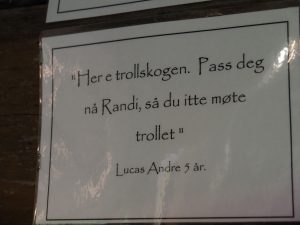 "Her e trollskogen. Pass deg
nå Randi, så du itte møte
trollet"
Lucas Andre 5 år.